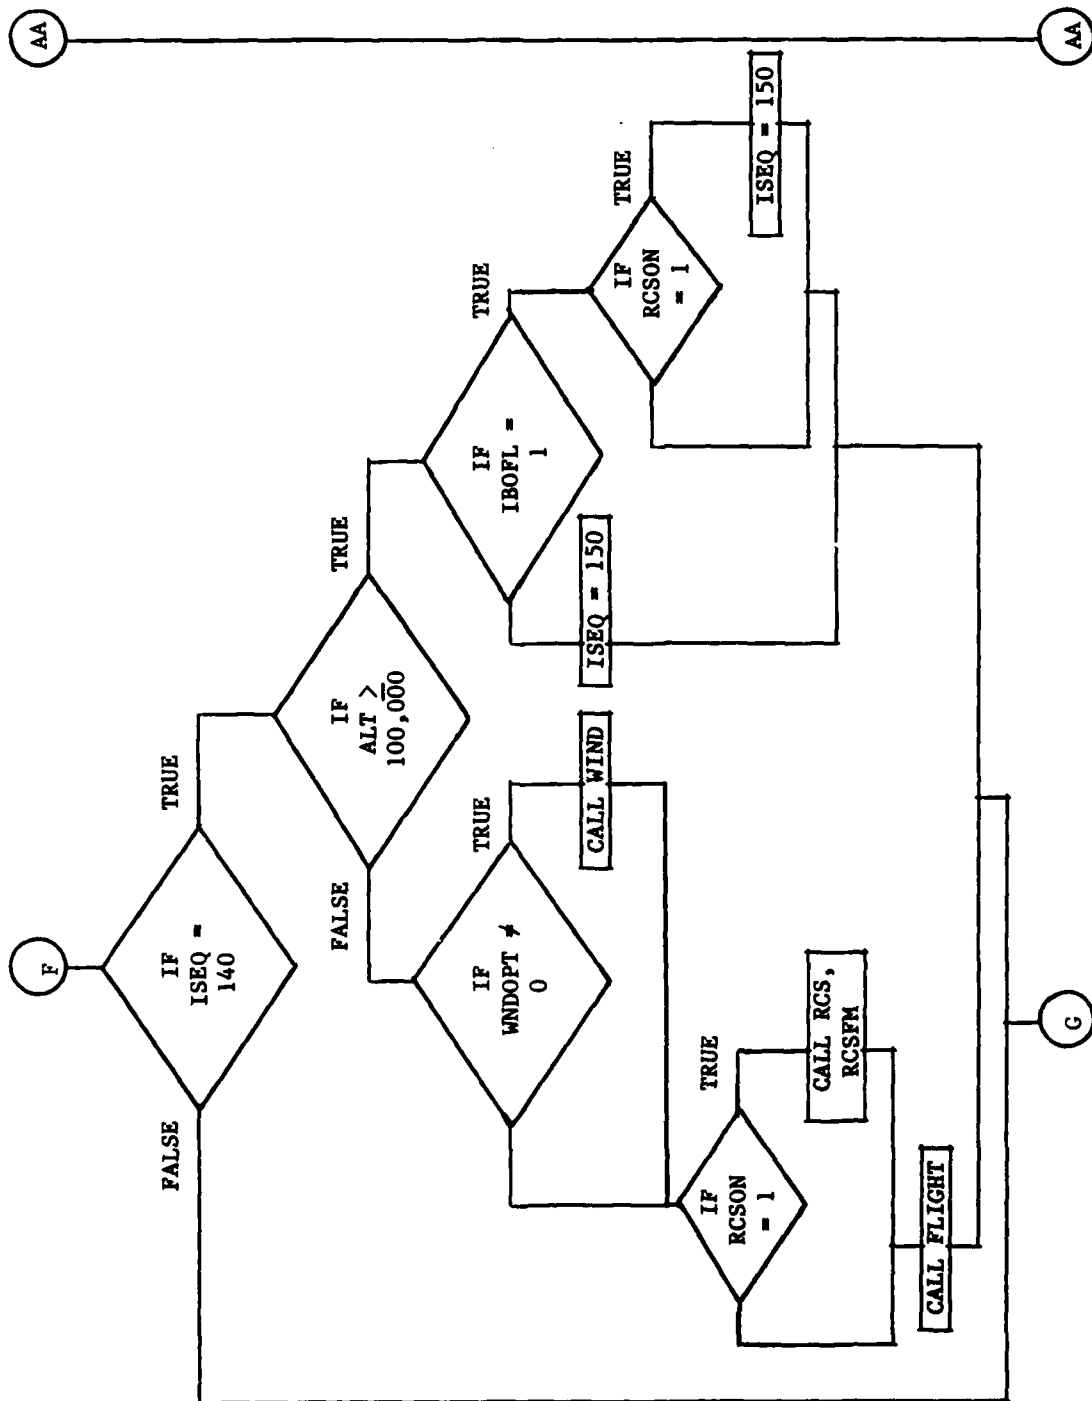 F
AA
IF
ISEQ =
140
TRUE
FALSE
IF
ALT >
100,000
TRUE
FALSE
IF
WNDOPT ≠
0
TRUE
IF
IBOFL =
1
TRUE
CALL WIND
ISEQ = 150
IF
RCSON
= 1
TRUE
IF
RCSON
= 1
TRUE
ISEQ = 150
CALL RCS,
RCSFM
CALL FLIGHT
G
AA